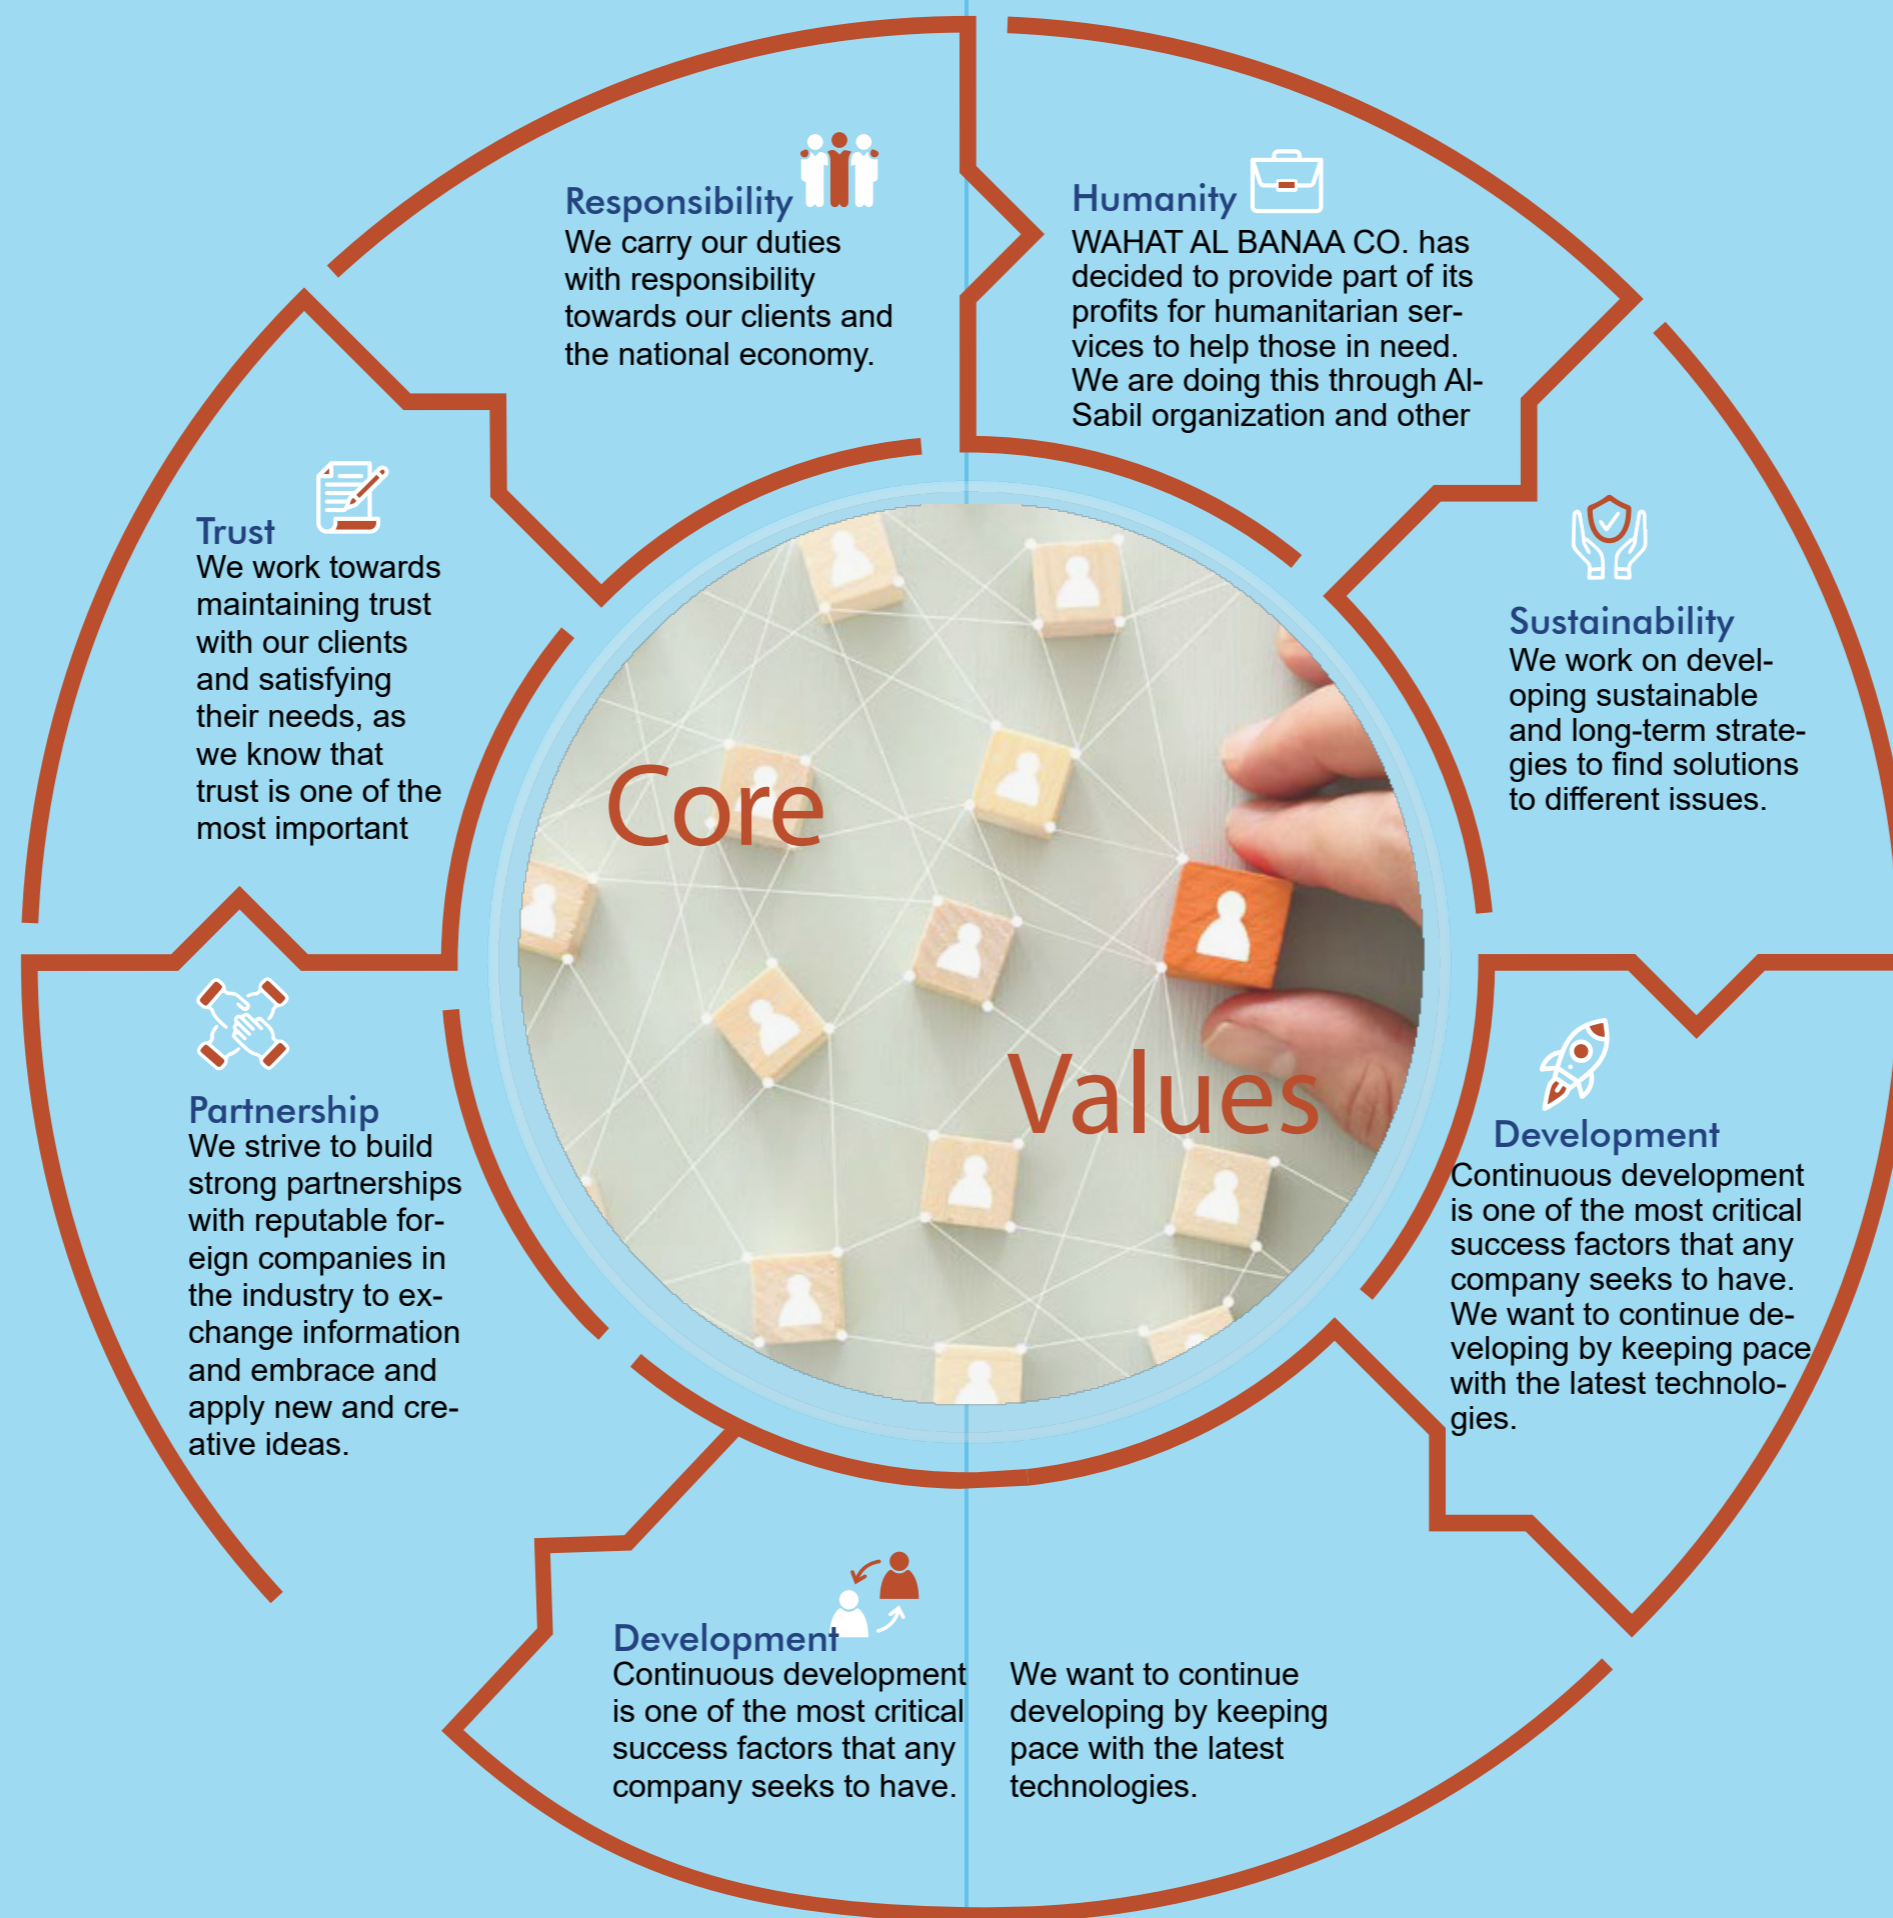 Responsibility
We carry our duties
with responsibility
towards our clients and
the national economy.
Humanity
WAHAT AL BANAA CO. has
decided to provide part of its
profits for humanitarian ser-
vices to help those in need.
We are doing this through Al-
Sabil organization and other
Trust
We work towards
maintaining trust
with our clients
and satisfying
their needs, as
we know that
trust is one of the
most important
Sustainability
We work on devel-
oping sustainable
and long-term strate-
gies to find solutions
to different issues.
Core
Values
Partnership
We strive to build
strong partnerships
with reputable for-
eign companies in
the industry to ex-
change information
and embrace and
apply new and cre-
ative ideas.
Development
Continuous development
is one of the most critical
success factors that any
company seeks to have.
We want to continue de-
veloping by keeping pace
with the latest technolo-
gies.
Development
Continuous development
is one of the most critical
success factors that any
company seeks to have.
We want to continue
developing by keeping
pace with the latest
technologies.